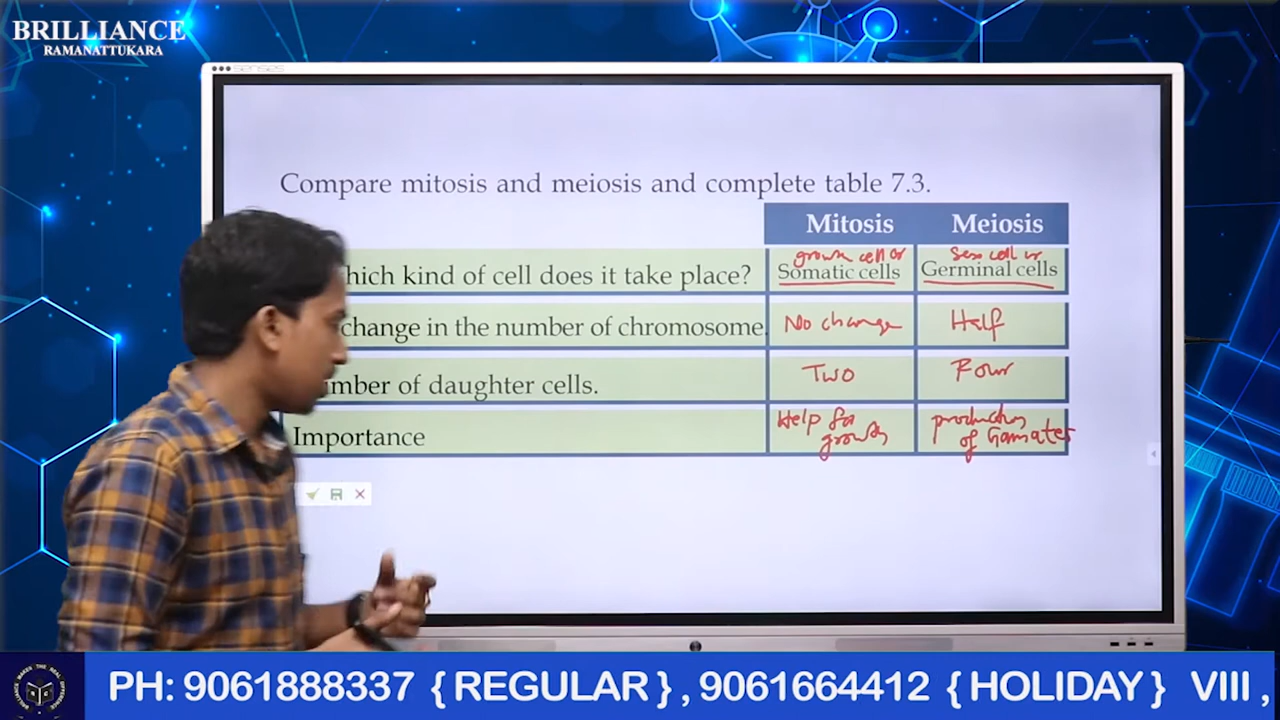 BRILLIANCE
RAMANATTUKARA
Compare mitosis and meiosis and complete table 7.3.
Mitosis Meiosis
hich kind of cell does it take place? growth cell or Somatic cells Sex cell or Germinal cells
change in the number of chromosome. No change Half
mber of daughter cells. Two Four
Importance Help for growth production of Gamates
PH: 9061888337 {REGULAR} , 9061664412 {HOLIDAY} VIII ,